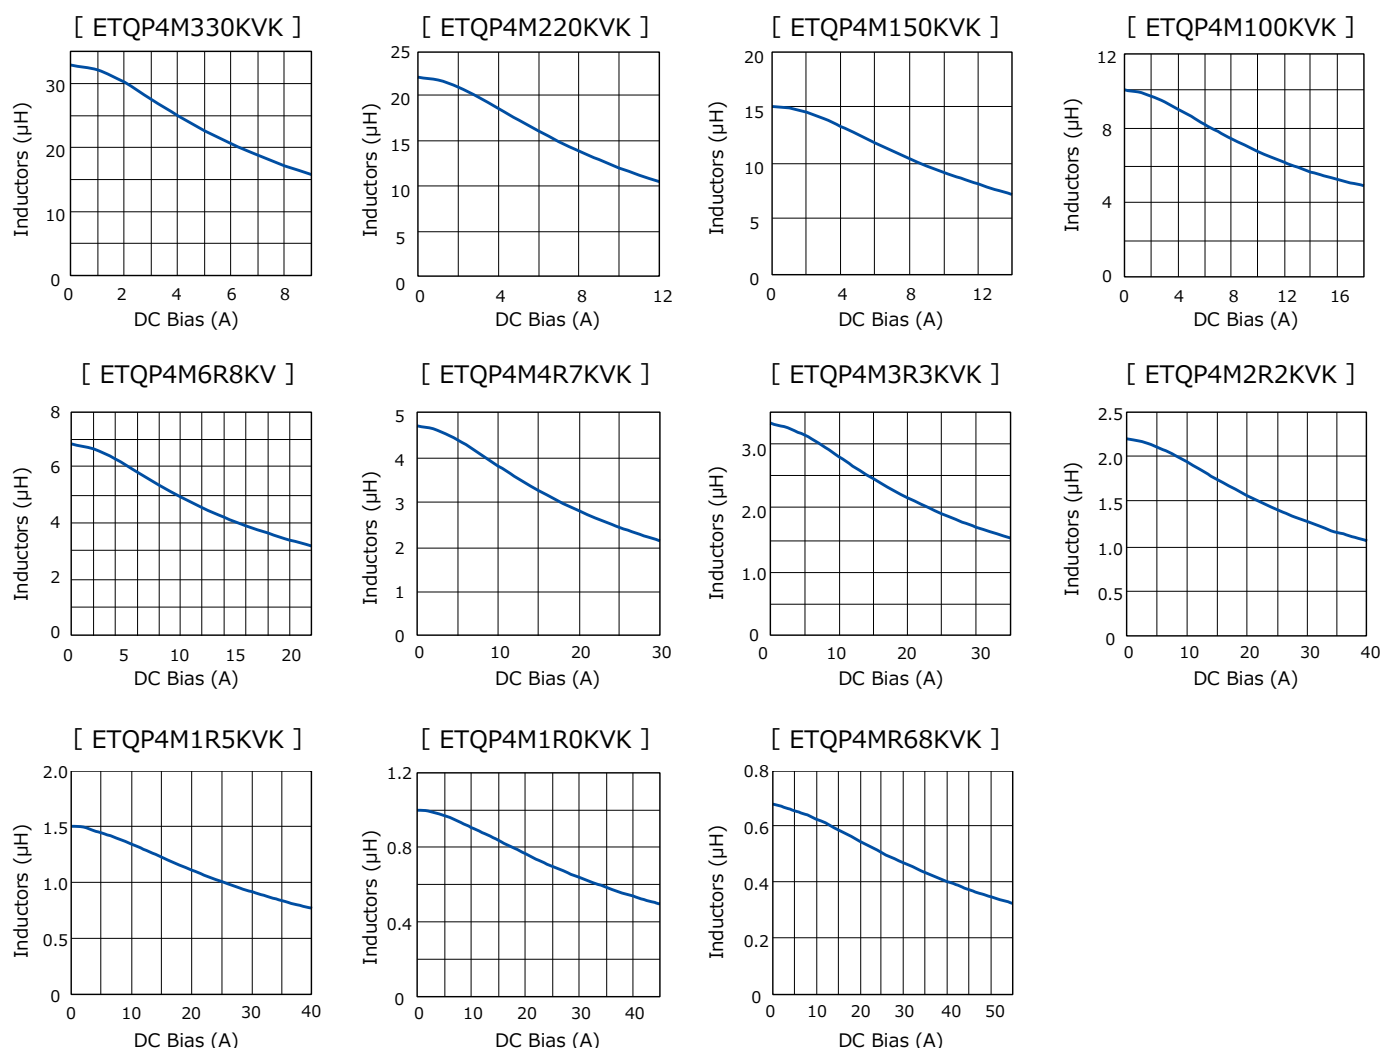 [ ETQP4M330KVK ]
30
20
10
0
0 2 4 6 8
Inductors (μH)
DC Bias (A)
[ ETQP4M220KVK ]
25
20
15
10
5
0
0 4 8 12
Inductors (μH)
DC Bias (A)
[ ETQP4M150KVK ]
20
15
10
5
0
0 4 8 12
Inductors (μH)
DC Bias (A)
[ ETQP4M100KVK ]
12
8
4
0
0 4 8 12 16
Inductors (μH)
DC Bias (A)
[ ETQP4M6R8KV ]
8
6
4
2
0
0 5 10 15 20
Inductors (μH)
DC Bias (A)
[ ETQP4M4R7KVK ]
5
4
3
2
1
0
0 10 20 30
Inductors (μH)
DC Bias (A)
[ ETQP4M3R3KVK ]
3.0
2.0
1.0
0
0 10 20 30
Inductors (μH)
DC Bias (A)
[ ETQP4M2R2KVK ]
2.5
2.0
1.5
1.0
0.5
0
0 10 20 30 40
Inductors (μH)
DC Bias (A)
[ ETQP4M1R5KVK ]
2.0
1.5
1.0
0.5
0
0 10 20 30 40
Inductors (μH)
DC Bias (A)
[ ETQP4M1R0KVK ]
1.2
0.8
0.4
0
0 10 20 30 40
Inductors (μH)
DC Bias (A)
[ ETQP4MR68KVK ]
0.8
0.6
0.4
0.2
0
0 10 20 30 40 50
Inductors (μH)
DC Bias (A)